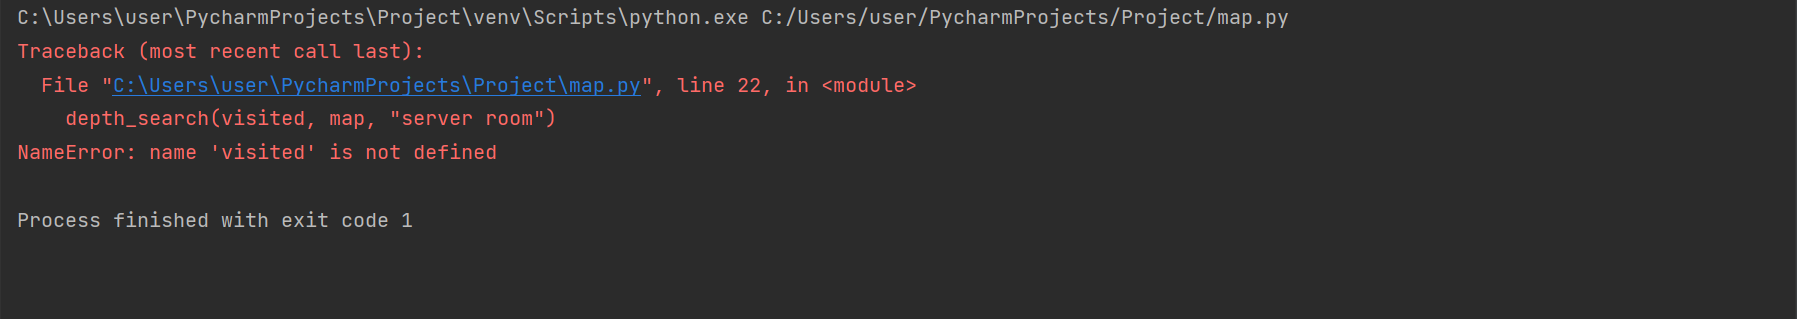 C:\Users\user\PycharmProjects\Project\venv\Scripts\python.exe C:/Users/user/PycharmProjects/Project/map.py
Traceback (most recent call last):
  File "C:\Users\user\PycharmProjects\Project\map.py", line 22, in <module>
    depth_search(visited, map, "server room")
NameError: name 'visited' is not defined

Process finished with exit code 1